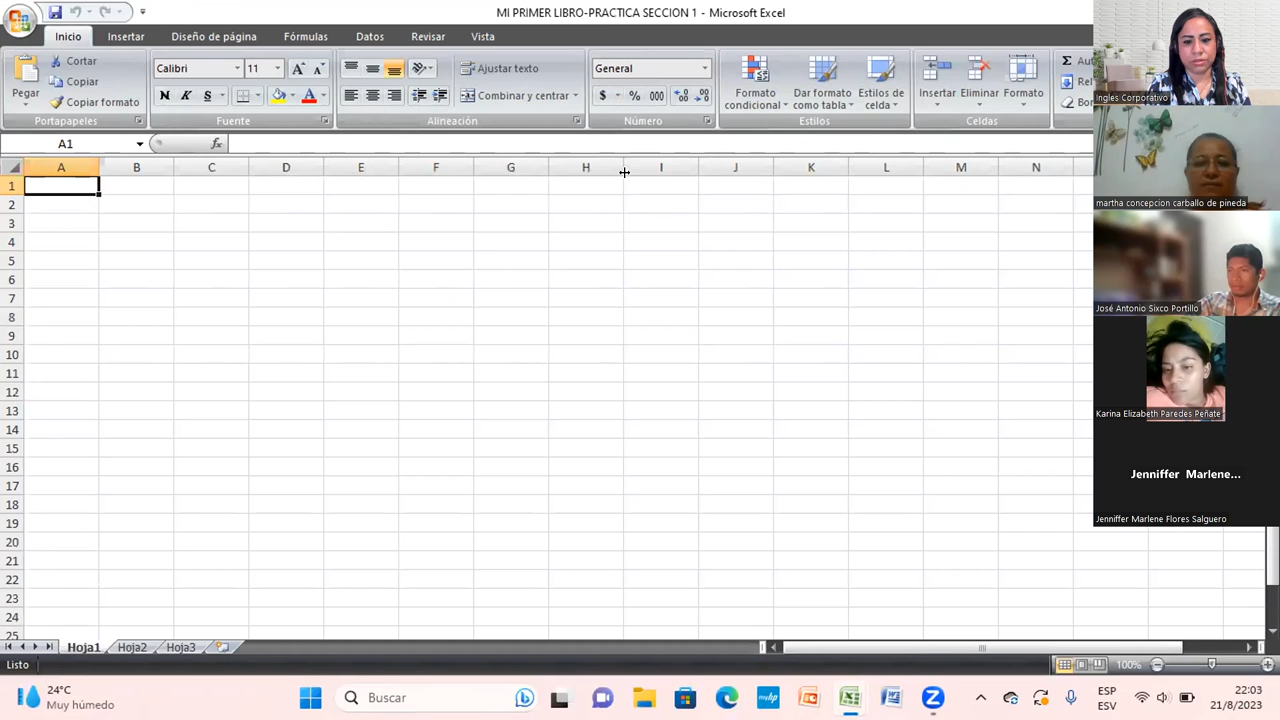 MI PRIMER LIBRO-PRACTICA SECCION 1 - Microsoft Excel
Inicio Insertar Diseño de página Fórmulas Datos Revisar Vista
Cortar
Copiar
Copiar formato
Pegar
Portapapeles
Calibri 11
N K S
Fuente
Ajustar texto
Combinar y centrar
Alineación
General
$ % 000
Número
Formato condicional
Dar formato como tabla
Estilos de celda
Estilos
Insertar Eliminar Formato
Celdas
Σ Au
Rel
Bor
A1 fx
A B C D E F G H I J K L M N
1
2
3
4
5
6
7
8
9
10
11
12
13
14
15
16
17
18
19
20
21
22
23
24
25
Hoja1 Hoja2 Hoja3
Listo
100%
Ingles Corporativo
martha concepcion carballo de pineda
José Antonio Sixco Portillo
Karina Elizabeth Paredes Peñate
Jenniffer Marlene...
Jenniffer Marlene Flores Salguero
24°C
Muy húmedo
Buscar
ESP
ESV
22:03
21/8/2023